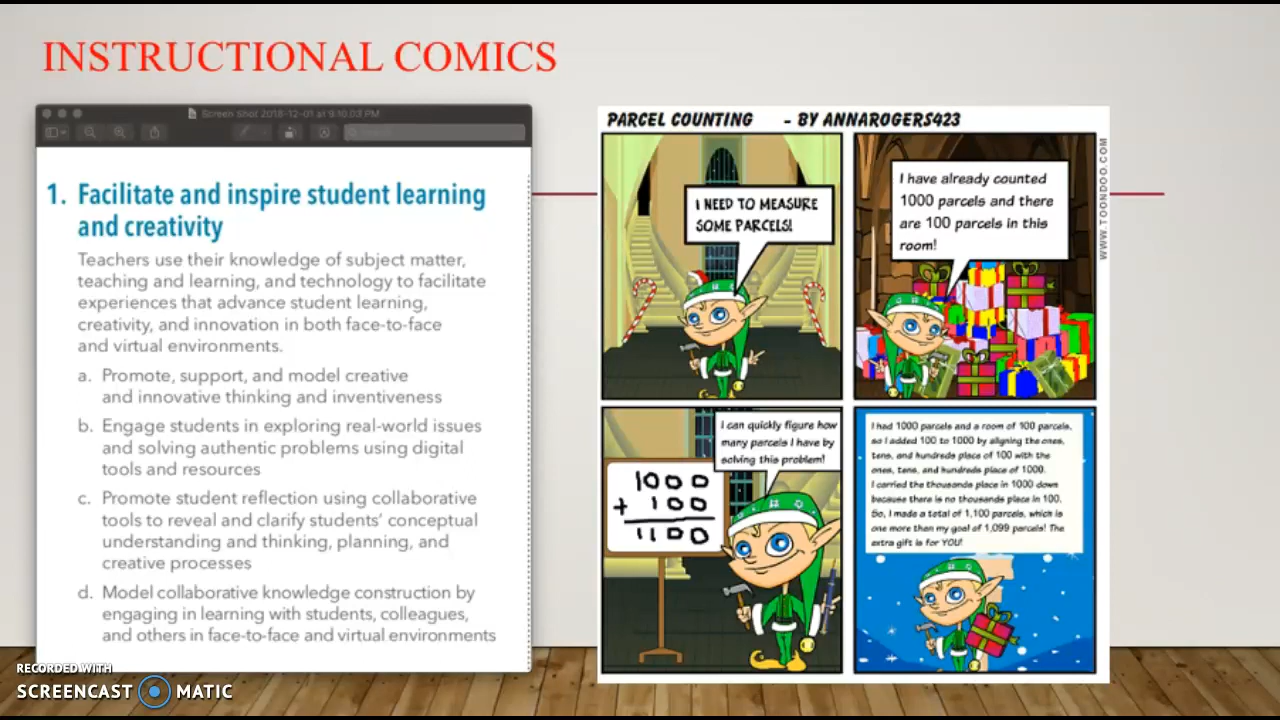 INSTRUCTIONAL COMICS
Screen Shot 2018-12-01 at 9.10.03 PM
Search
1. Facilitate and inspire student learning
and creativity
Teachers use their knowledge of subject matter,
teaching and learning, and technology to facilitate
experiences that advance student learning,
creativity, and innovation in both face-to-face
and virtual environments.
a. Promote, support, and model creative
and innovative thinking and inventiveness
b. Engage students in exploring real-world issues
and solving authentic problems using digital
tools and resources
c. Promote student reflection using collaborative
tools to reveal and clarify students' conceptual
understanding and thinking, planning, and
creative processes
d. Model collaborative knowledge construction by
engaging in learning with students, colleagues,
and others in face-to-face and virtual environments
PARCEL COUNTING - BY ANNAROGERS423
I NEED TO MEASURE
SOME PARCELS!
I have already counted
1000 parcels and there
are 100 parcels in this
room!
WWW.TOONDOO.COM
I can quickly figure how
many parcels I have by
solving this problem!
1000
+ 100
1100
I had 1000 parcels and a room of 100 parcels,
so I added 100 to 1000 by aligning the ones,
tens, and hundreds place of 100 with the
ones, tens, and hundreds place of 1000.
I carried the thousands place in 1000 down
because there is no thousands place in 100.
So, I made a total of 1,100 parcels, which is
one more than my goal of 1,099 parcels! The
extra gift is for YOU!
RECORDED WITH
SCREENCAST MATIC